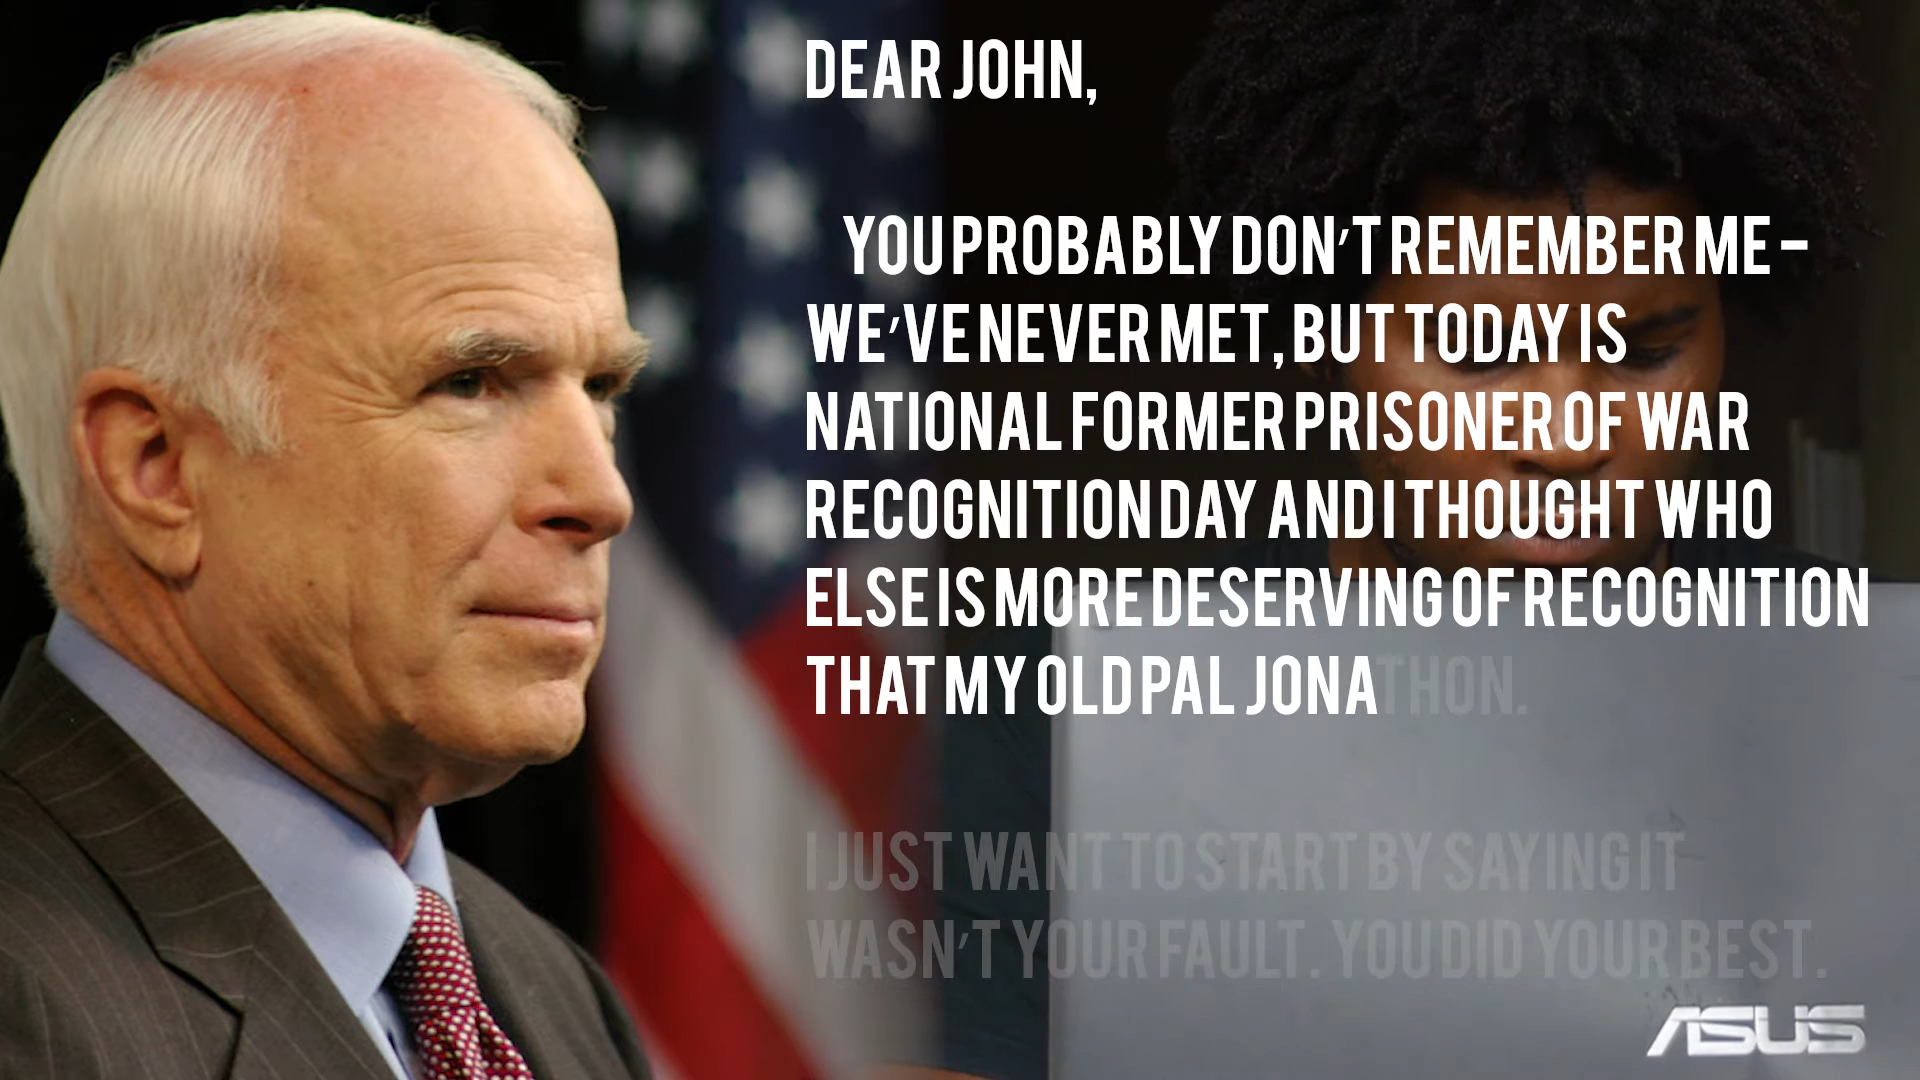 DEAR JOHN,
YOU PROBABLY DON'T REMEMBER ME –
WE'VE NEVER MET, BUT TODAY IS
NATIONAL FORMER PRISONER OF WAR
RECOGNITION DAY AND I THOUGHT WHO
ELSE IS MORE DESERVING OF RECOGNITION
THAT MY OLD PAL JONATHON.
I JUST WANT TO START BY SAYING IT
WASN'T YOUR FAULT. YOU DID YOUR BEST.
ASUS